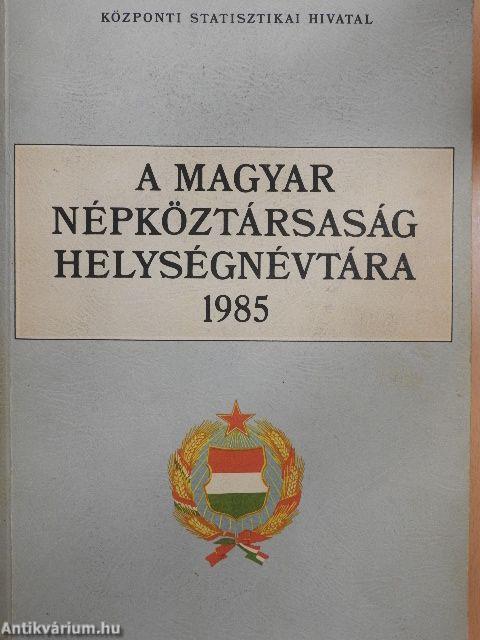 KÖZPONTI STATISZTIKAI HIVATAL
A MAGYAR
NÉPKÖZTÁRSASÁG
HELYSÉGNÉVTÁRA
1985
Antikvárium.hu